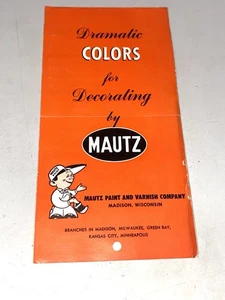 Dramatic
COLORS
for
Decorating
by
MAUTZ
MAUTZ PAINT AND VARNISH COMPANY
MADISON, WISCONSIN
BRANCHES IN MADISON, MILWAUKEE, GREEN BAY,
KANSAS CITY, MINNEAPOLIS